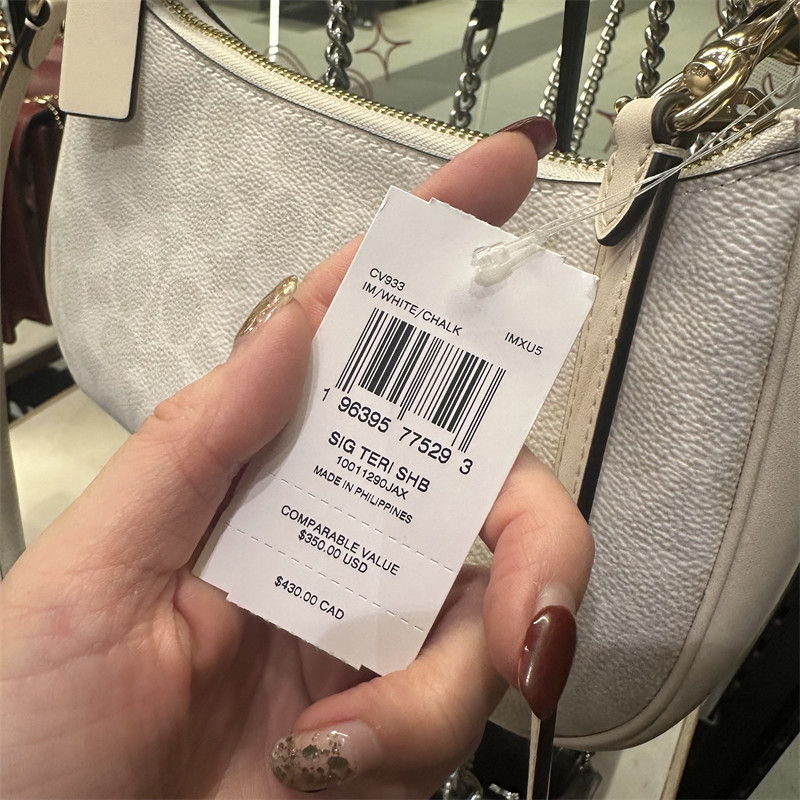 CV933
IM/WHITE/CHALK IMXU5
1 96395 77529 3
SIG TERI SHB
10011290JAX
MADE IN PHILIPPINES
COMPARABLE VALUE
$350.00 USD
$430.00 CAD